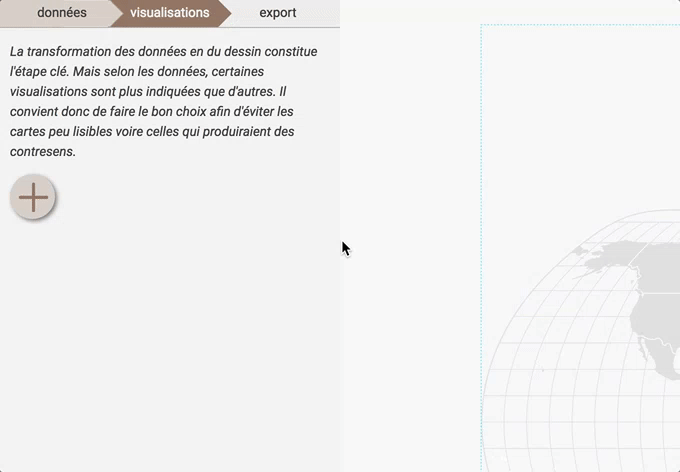 données visualisations export
La transformation des données en du dessin constitue
l'étape clé. Mais selon les données, certaines
visualisations sont plus indiquées que d'autres. Il
convient donc de faire le bon choix afin d'éviter les
cartes peu lisibles voire celles qui produiraient des
contresens.